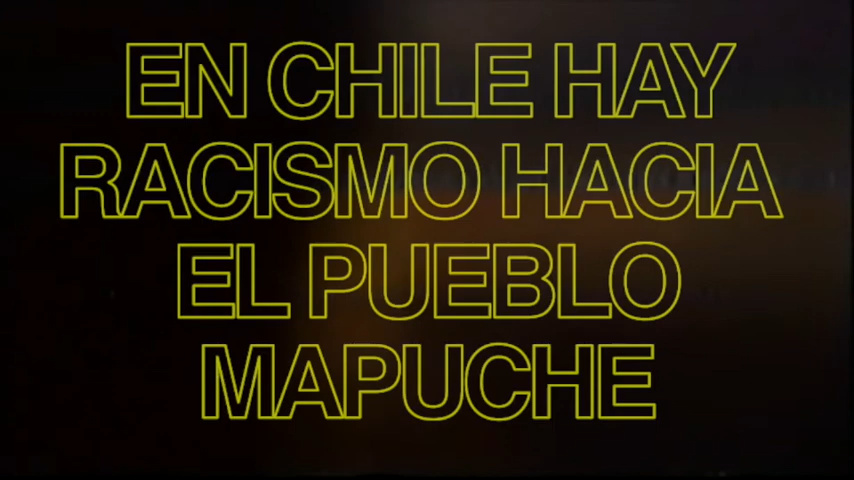 EN CHILE HAY
RACISMO HACIA
EL PUEBLO
MAPUCHE